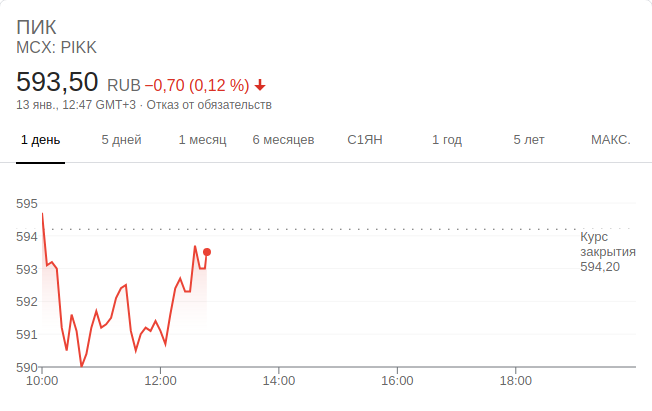 ПИК
MCX: PIKK
593,50 RUB −0,70 (0,12 %)
13 янв., 12:47 GMT+3 · Отказ от обязательств
1 день 5 дней 1 месяц 6 месяцев С1ЯН 1 год 5 лет МАКС.
595
594
593
592
591
590
Курс
закрытия
594,20
10:00 12:00 14:00 16:00 18:00